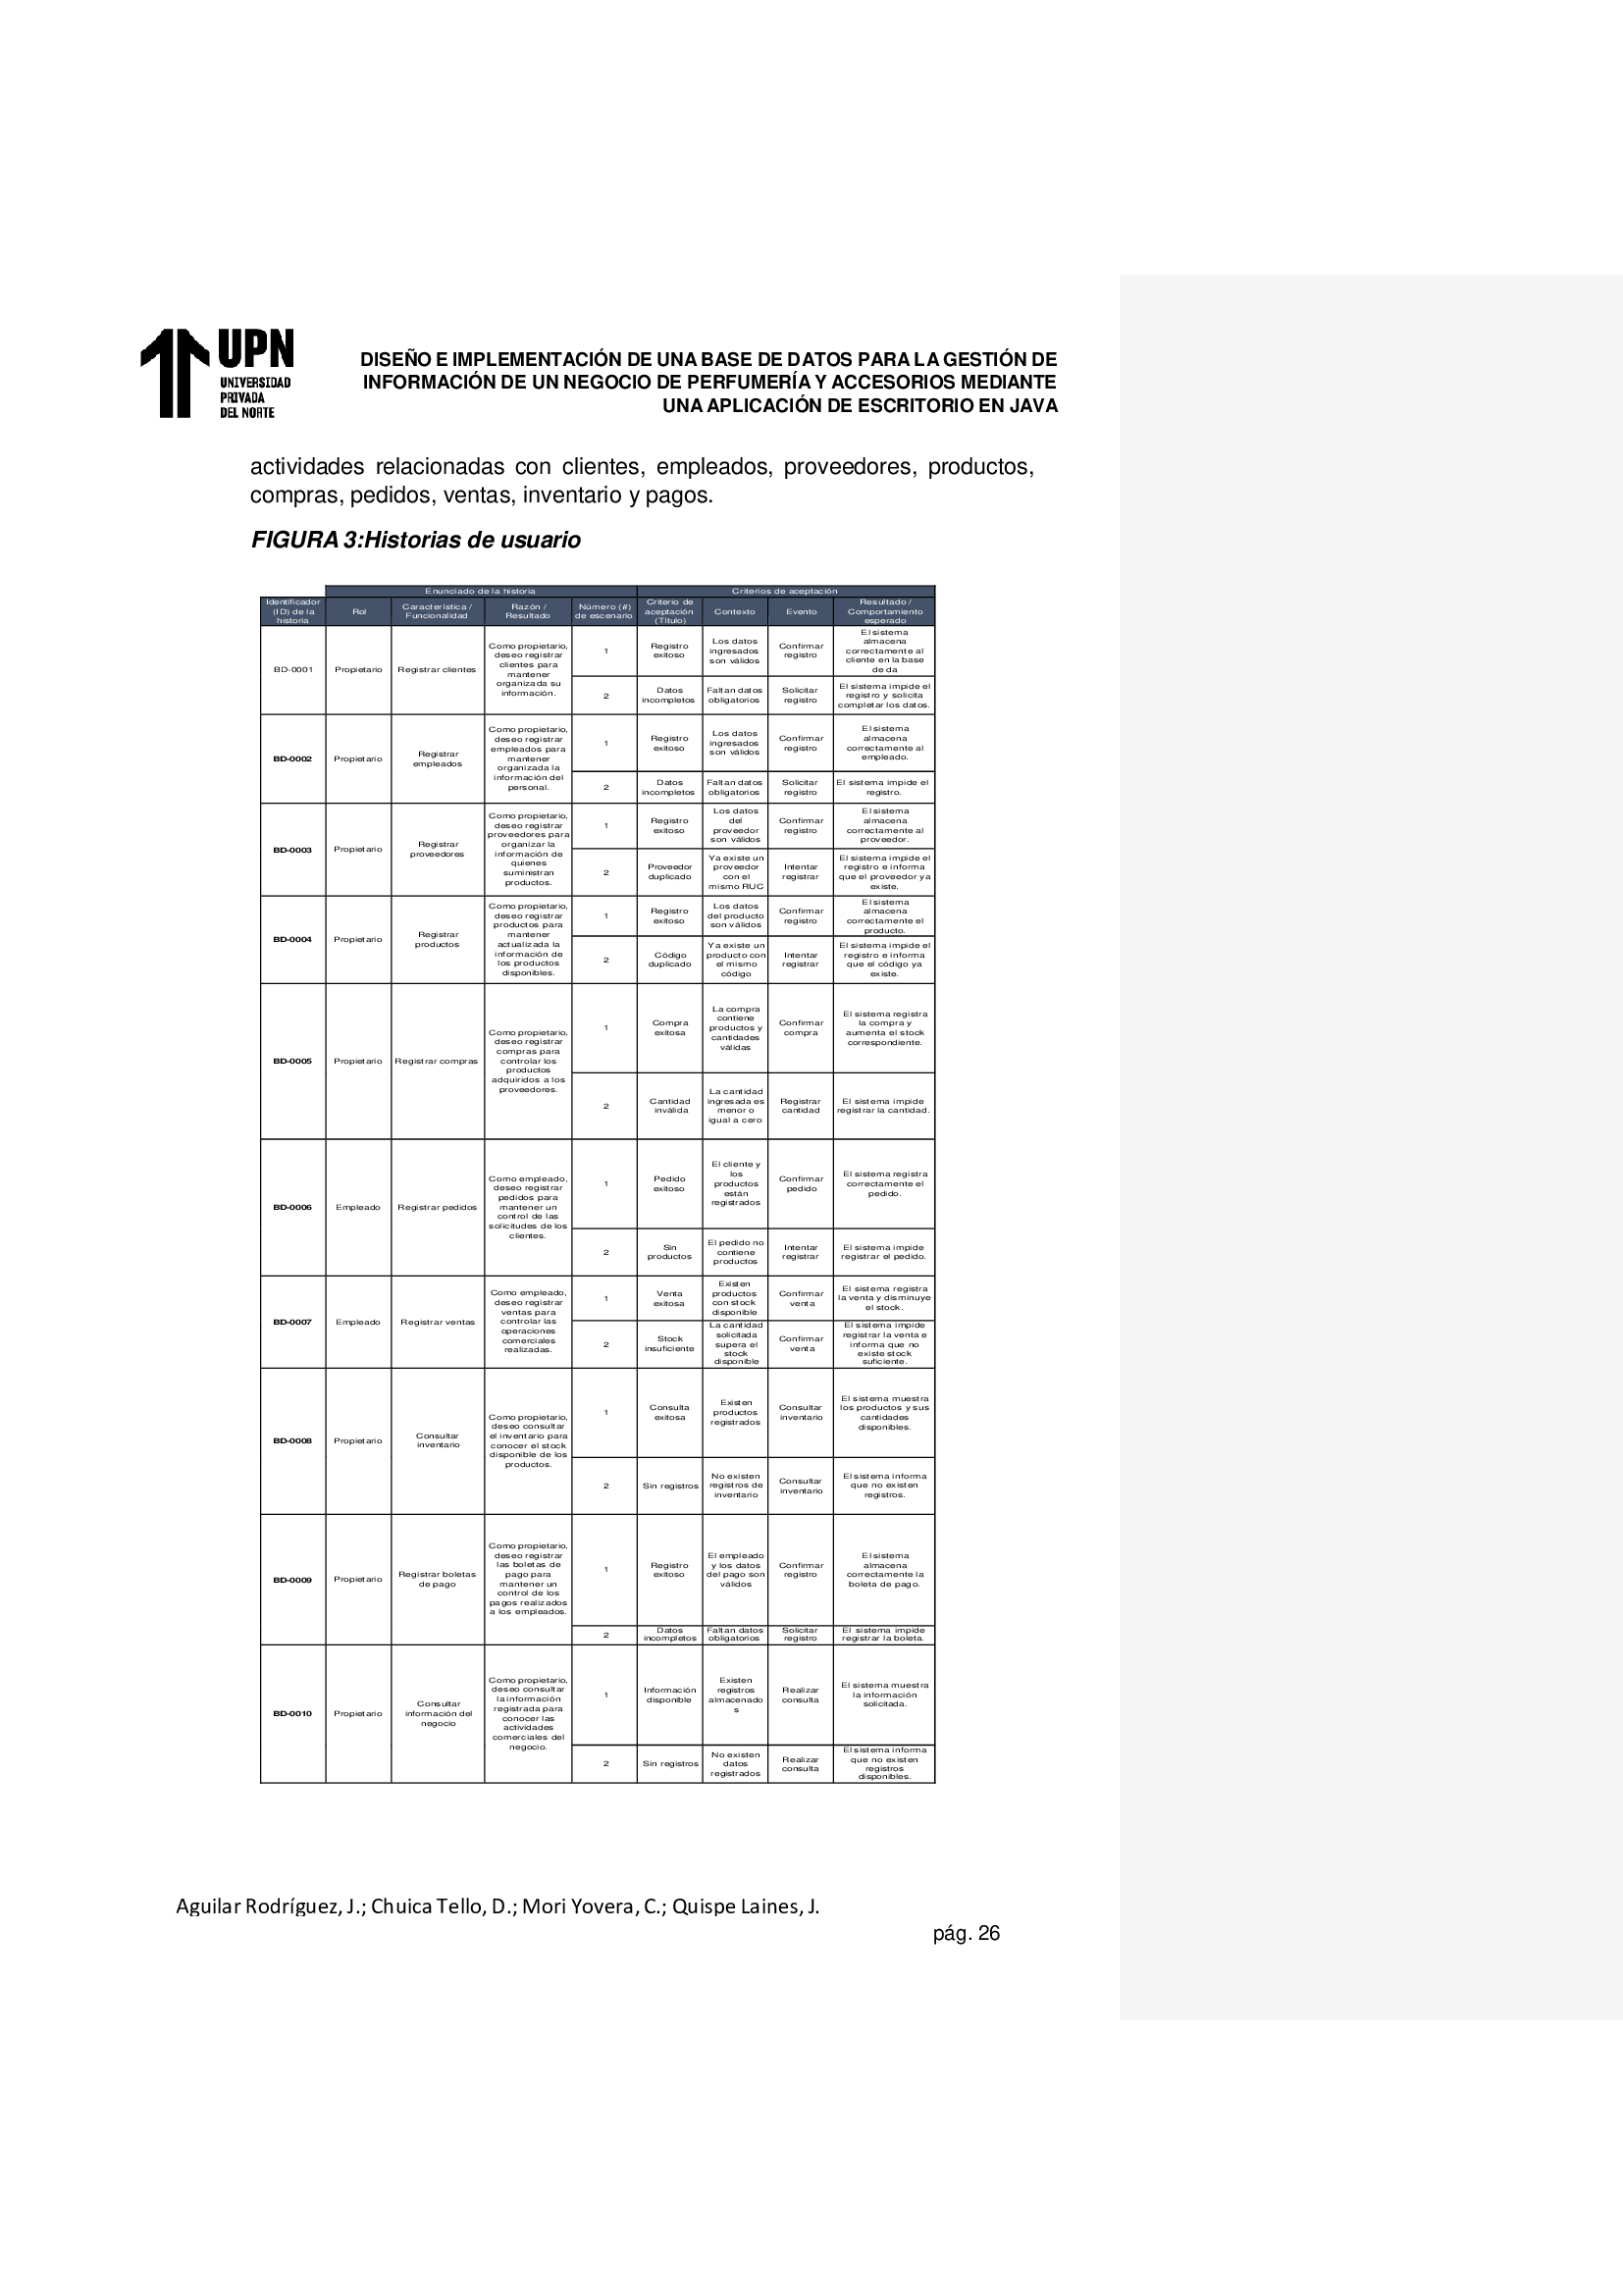 UPN
UNIVERSIDAD
PRIVADA
DEL NORTE
DISEÑO E IMPLEMENTACIÓN DE UNA BASE DE DATOS PARA LA GESTIÓN DE
INFORMACIÓN DE UN NEGOCIO DE PERFUMERÍA Y ACCESORIOS MEDIANTE
UNA APLICACIÓN DE ESCRITORIO EN JAVA
actividades relacionadas con clientes, empleados, proveedores, productos,
compras, pedidos, ventas, inventario y pagos.
FIGURA 3:Historias de usuario
Enunciado de la historia
Criterios de aceptación
Identificador
(ID) de la
historia
Rol
Característica /
Funcionalidad
Razón /
Resultado
Número (#)
de escenario
Criterio de
aceptación
(Título)
Contexto
Evento
Resultado /
Comportamiento
esperado
BD-0001
Propietario
Registrar clientes
Como propietario,
deseo registrar
clientes para
mantener
organizada su
información.
1
Registro
exitoso
Los datos
ingresados
son válidos
Confirmar
registro
El sistema
almacena
correctamente al
cliente en la base
de da
2
Datos
incompletos
Faltan datos
obligatorios
Solicitar
registro
El sistema impide el
registro y solicita
completar los datos.
BD-0002
Propietario
Registrar
empleados
Como propietario,
deseo registrar
empleados para
mantener
organizada la
información del
personal.
1
Registro
exitoso
Los datos
ingresados
son válidos
Confirmar
registro
El sistema
almacena
correctamente al
empleado.
2
Datos
incompletos
Faltan datos
obligatorios
Solicitar
registro
El sistema impide el
registro.
BD-0003
Propietario
Registrar
proveedores
Como propietario,
deseo registrar
proveedores para
organizar la
información de
quienes
suministran
productos.
1
Registro
exitoso
Los datos
del
proveedor
son válidos
Confirmar
registro
El sistema
almacena
correctamente al
proveedor.
2
Proveedor
duplicado
Ya existe un
proveedor
con el
mismo RUC
Intentar
registrar
El sistema impide el
registro e informa
que el proveedor ya
existe.
BD-0004
Propietario
Registrar
productos
Como propietario,
deseo registrar
productos para
mantener
actualizada la
información de
los productos
disponibles.
1
Registro
exitoso
Los datos
del producto
son válidos
Confirmar
registro
El sistema
almacena
correctamente el
producto.
2
Código
duplicado
Ya existe un
producto con
el mismo
código
Intentar
registrar
El sistema impide el
registro e informa
que el código ya
existe.
BD-0005
Propietario
Registrar compras
Como propietario,
deseo registrar
compras para
controlar los
productos
adquiridos a los
proveedores.
1
Compra
exitosa
La compra
contiene
productos y
cantidades
válidas
Confirmar
compra
El sistema registra
la compra y
aumenta el stock
correspondiente.
2
Cantidad
inválida
La cantidad
ingresada es
menor o
igual a cero
Registrar
cantidad
El sistema impide
registrar la cantidad.
BD-0006
Empleado
Registrar pedidos
Como empleado,
deseo registrar
pedidos para
mantener un
control de las
solicitudes de los
clientes.
1
Pedido
exitoso
El cliente y
los
productos
están
registrados
Confirmar
pedido
El sistema registra
correctamente el
pedido.
2
Sin
productos
El pedido no
contiene
productos
Intentar
registrar
El sistema impide
registrar el pedido.
BD-0007
Empleado
Registrar ventas
Como empleado,
deseo registrar
ventas para
controlar las
operaciones
comerciales
realizadas.
1
Venta
exitosa
Existen
productos
con stock
disponible
Confirmar
venta
El sistema registra
la venta y disminuye
el stock.
2
Stock
insuficiente
La cantidad
solicitada
supera el
stock
disponible
Confirmar
venta
El sistema impide
registrar la venta e
informa que no
existe stock
suficiente.
BD-0008
Propietario
Consultar
inventario
Como propietario,
deseo consultar
el inventario para
conocer el stock
disponible de los
productos.
1
Consulta
exitosa
Existen
productos
registrados
Consultar
inventario
El sistema muestra
los productos y sus
cantidades
disponibles.
2
Sin registros
No existen
registros de
inventario
Consultar
inventario
El sistema informa
que no existen
registros.
BD-0009
Propietario
Registrar boletas
de pago
Como propietario,
deseo registrar
las boletas de
pago para
mantener un
control de los
pagos realizados
a los empleados.
1
Registro
exitoso
El empleado
y los datos
del pago son
válidos
Confirmar
registro
El sistema
almacena
correctamente la
boleta de pago.
2
Datos
incompletos
Faltan datos
obligatorios
Solicitar
registro
El sistema impide
registrar la boleta.
BD-0010
Propietario
Consultar
información del
negocio
Como propietario,
deseo consultar
la información
registrada para
conocer las
actividades
comerciales del
negocio.
1
Información
disponible
Existen
registros
almacenado
s
Realizar
consulta
El sistema muestra
la información
solicitada.
2
Sin registros
No existen
datos
registrados
Realizar
consulta
El sistema informa
que no existen
registros
disponibles.
Aguilar Rodríguez, J.; Chuica Tello, D.; Mori Yovera, C.; Quispe Laines, J.
pág. 26